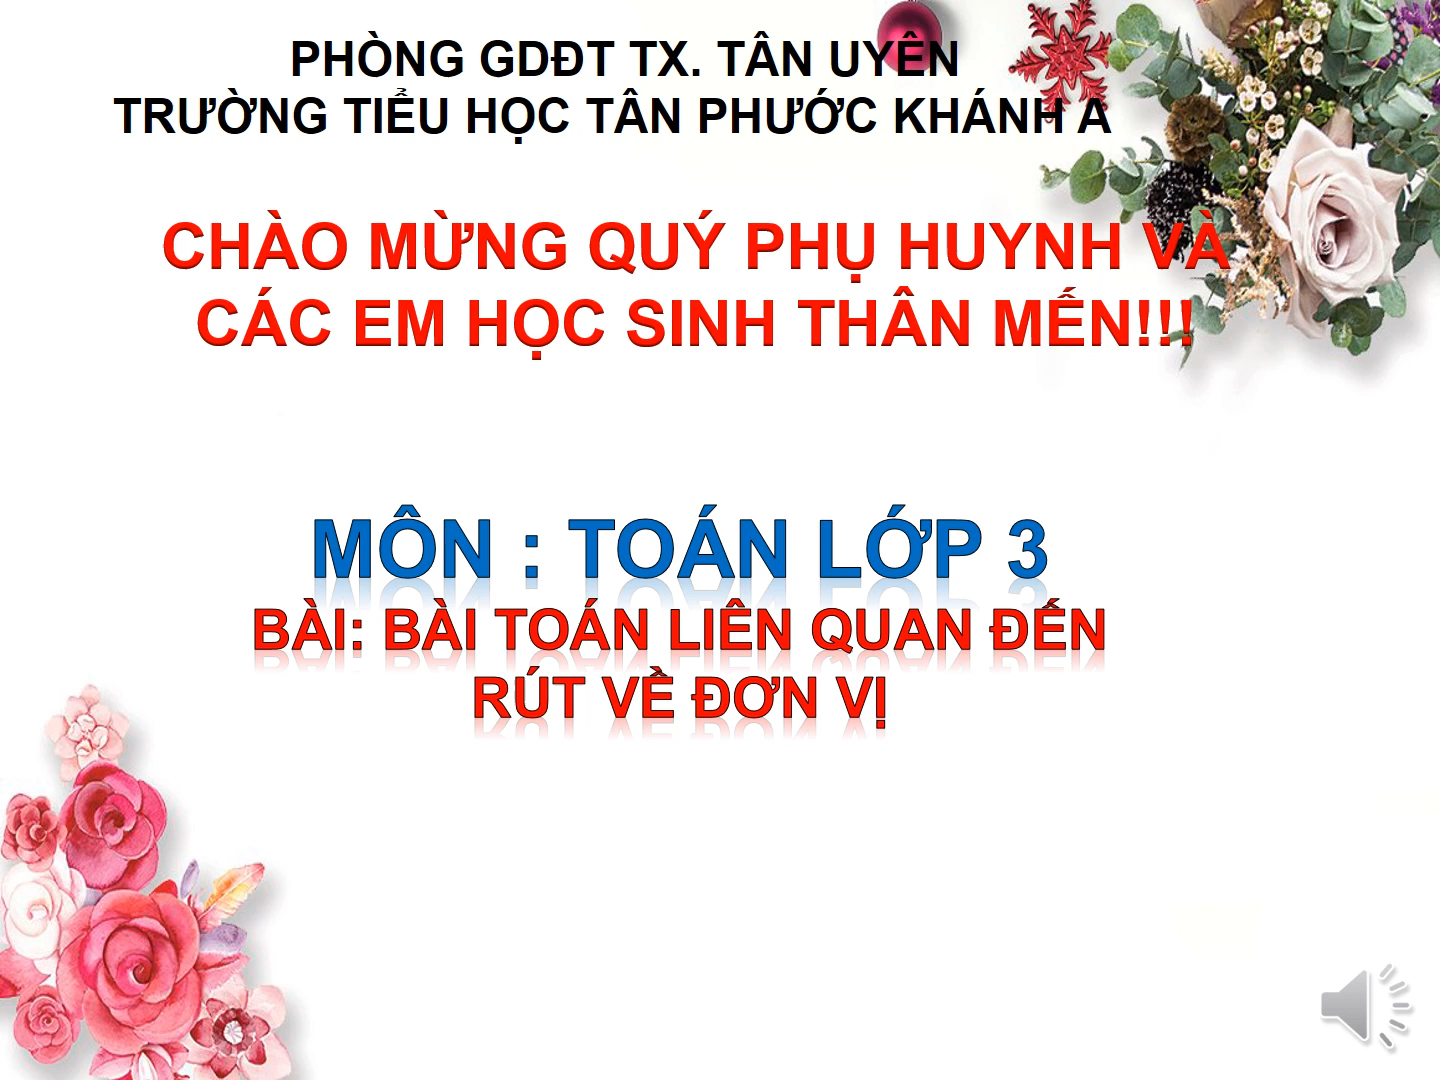 PHÒNG GDĐT TX. TÂN UYÊN
TRƯỜNG TIỂU HỌC TÂN PHƯỚC KHÁNH A
CHÀO MỪNG QUÝ PHỤ HUYNH VÀ
CÁC EM HỌC SINH THÂN MẾN!!!
MÔN : TOÁN LỚP 3
BÀI: BÀI TOÁN LIÊN QUAN ĐẾN
RÚT VỀ ĐƠN VỊ